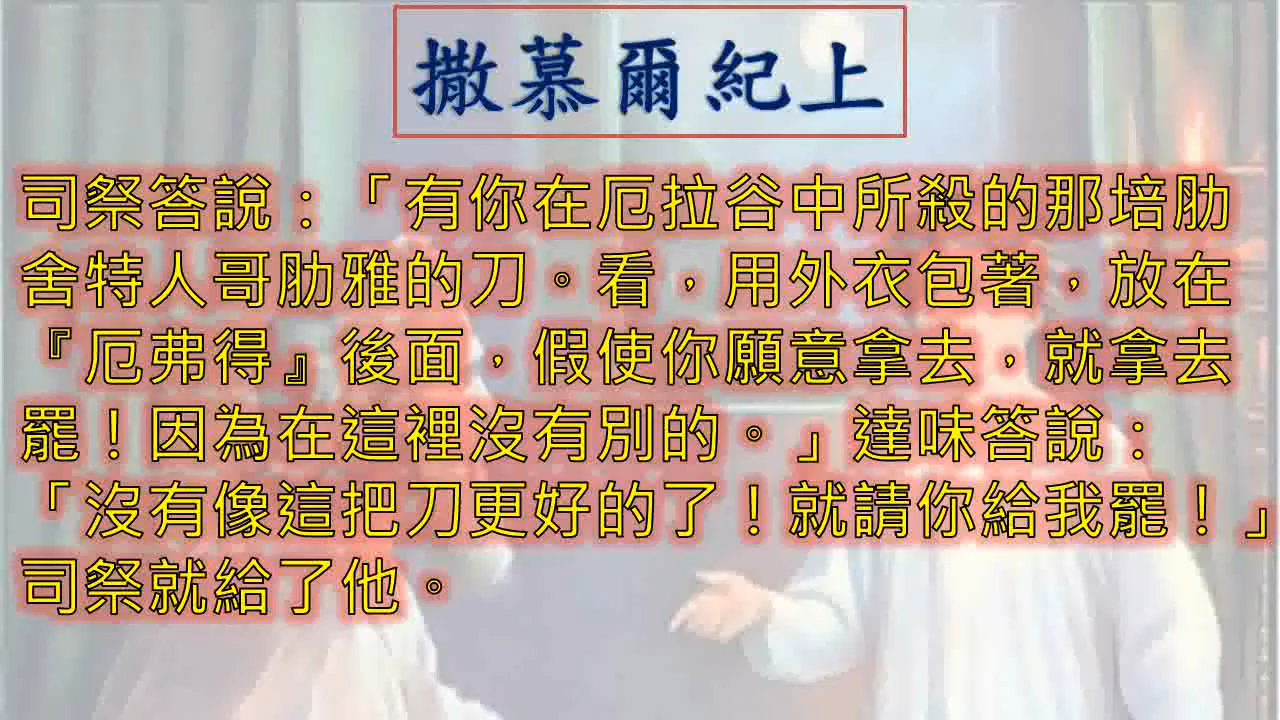 撒慕爾紀上
司祭答說：「有你在厄拉谷中所殺的那培肋
舍特人哥肋雅的刀。看，用外衣包著，放在
『厄弗得』後面，假使你願意拿去，就拿去
罷！因為在這裡沒有別的。」達味答說：
「沒有像這把刀更好的了！就請你給我罷！」
司祭就給了他。